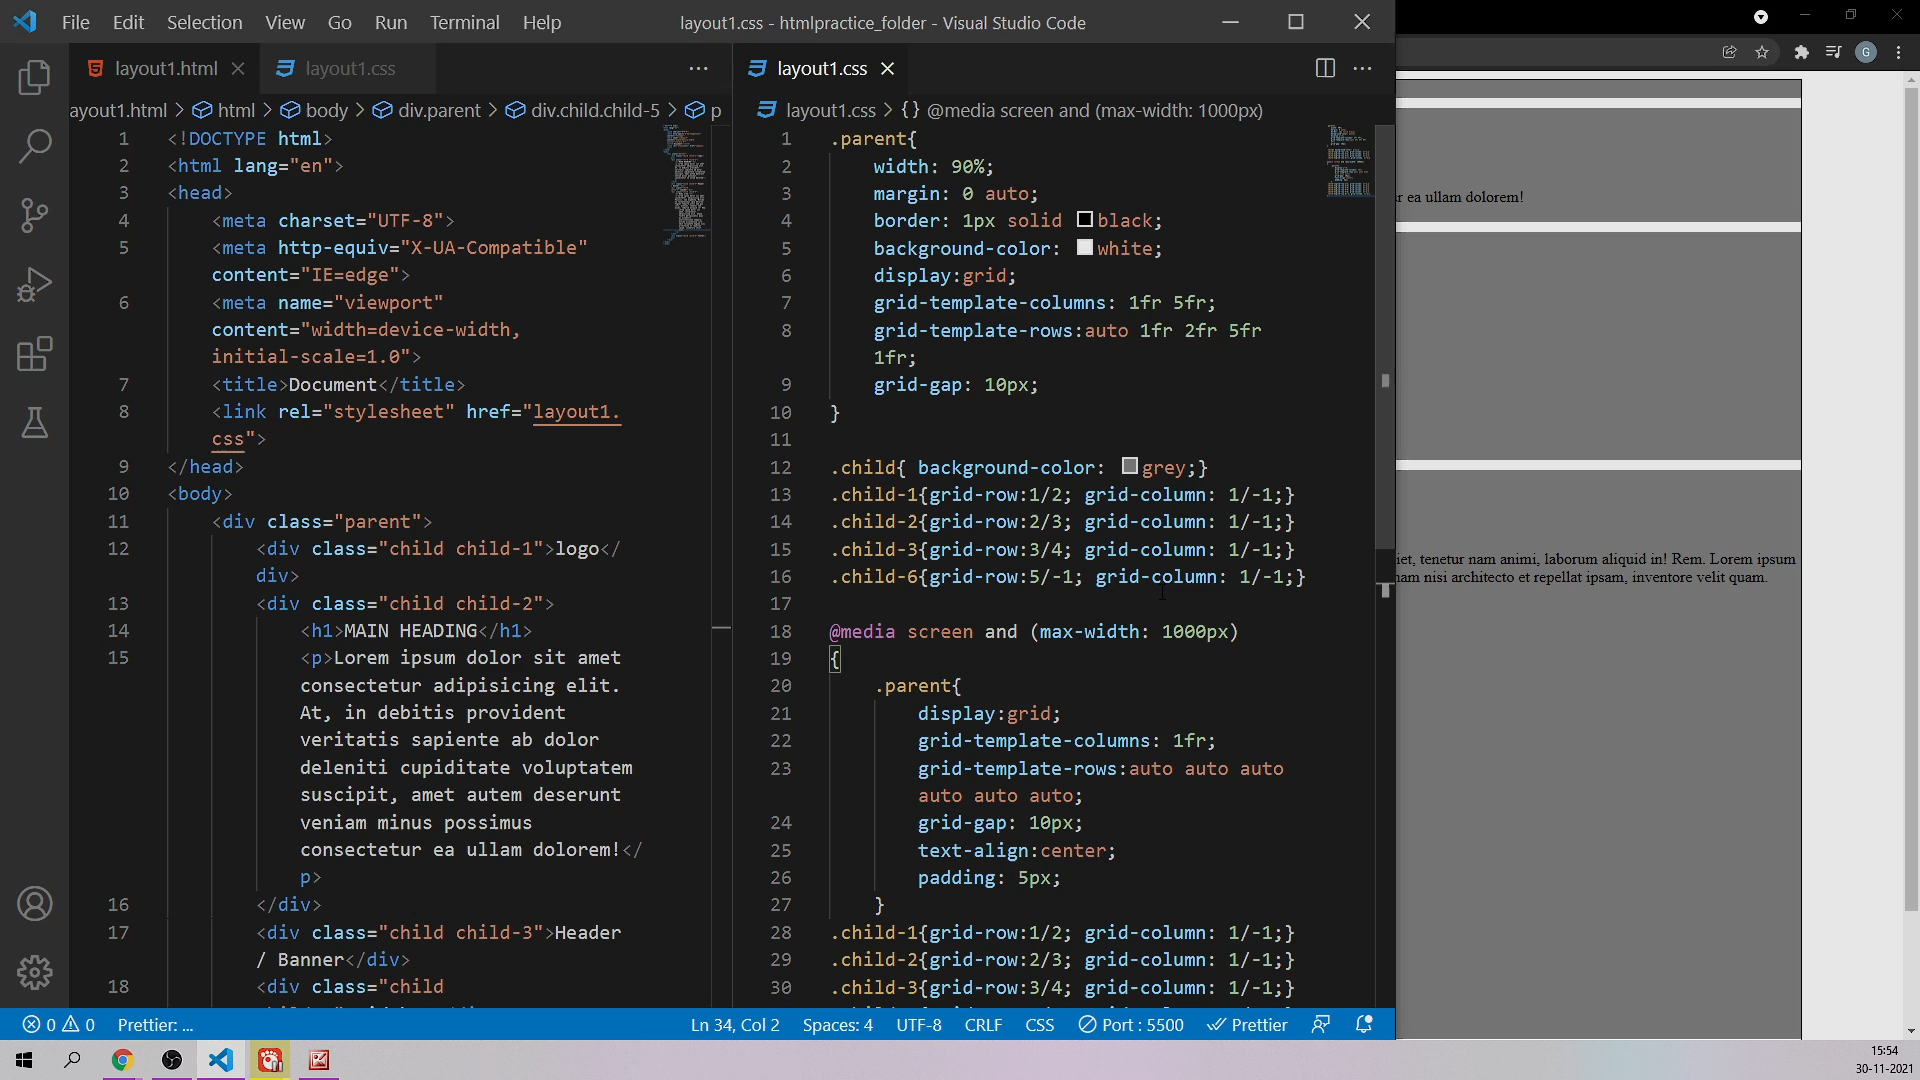 File Edit Selection View Go Run Terminal Help
layout1.css - htmlpractice_folder - Visual Studio Code
G
layout1.html
layout1.css
layout1.css
ayout1.html > html > body > div.parent > div.child.child-5 > p
layout1.css > {} @media screen and (max-width: 1000px)
1 <!DOCTYPE html>
2 <html lang="en">
3 <head>
4 <meta charset="UTF-8">
5 <meta http-equiv="X-UA-Compatible"
content="IE=edge">
6 <meta name="viewport"
content="width=device-width,
initial-scale=1.0">
7 <title>Document</title>
8 <link rel="stylesheet" href="layout1.
css">
9 </head>
10 <body>
11 <div class="parent">
12 <div class="child child-1">logo</
div>
13 <div class="child child-2">
14 <h1>MAIN HEADING</h1>
15 <p>Lorem ipsum dolor sit amet
consectetur adipisicing elit.
At, in debitis provident
veritatis sapiente ab dolor
deleniti cupiditate voluptatem
suscipit, amet autem deserunt
veniam minus possimus
consectetur ea ullam dolorem!</
p>
16 </div>
17 <div class="child child-3">Header
/ Banner</div>
18 <div class="child
1 .parent{
2 width: 90%;
3 margin: 0 auto;
4 border: 1px solid black;
5 background-color: white;
6 display:grid;
7 grid-template-columns: 1fr 5fr;
8 grid-template-rows:auto 1fr 2fr 5fr
1fr;
9 grid-gap: 10px;
10 }
11
12 .child{ background-color: grey;}
13 .child-1{grid-row:1/2; grid-column: 1/-1;}
14 .child-2{grid-row:2/3; grid-column: 1/-1;}
15 .child-3{grid-row:3/4; grid-column: 1/-1;}
16 .child-6{grid-row:5/-1; grid-column: 1/-1;}
17
18 @media screen and (max-width: 1000px)
19 {
20 .parent{
21 display:grid;
22 grid-template-columns: 1fr;
23 grid-template-rows:auto auto auto
auto auto auto;
24 grid-gap: 10px;
25 text-align:center;
26 padding: 5px;
27 }
28 .child-1{grid-row:1/2; grid-column: 1/-1;}
29 .child-2{grid-row:2/3; grid-column: 1/-1;}
30 .child-3{grid-row:3/4; grid-column: 1/-1;}
ea ullam dolorem!
iet, tenetur nam animi, laborum aliquid in! Rem. Lorem ipsum
nam nisi architecto et repellat ipsam, inventore velit quam.
0 0 Prettier: ... Ln 34, Col 2 Spaces: 4 UTF-8 CRLF CSS Port : 5500 Prettier
15:54
30-11-2021